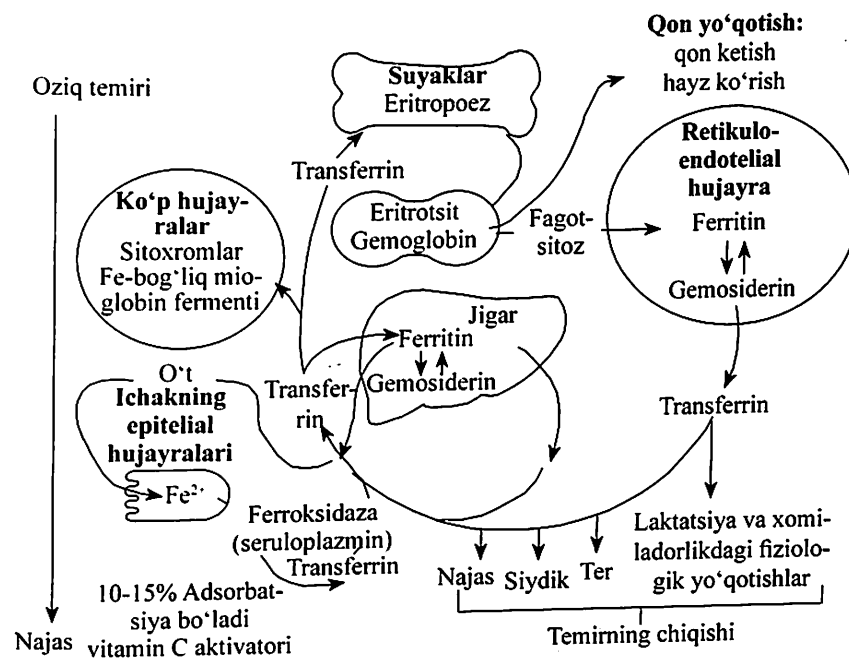 Oziq temiri
Suyaklar
Eritropoez
Qon yo‘qotish:
qon ketish
hayz ko‘rish
Transferrin
Ko‘p hujay-
ralar
Sitoxromlar
Fe-bog‘liq mio-
globin fermenti
Eritrotsit
Gemoglobin
Fagot-
sitoz
Retikulo-
endotelial
hujayra
Ferritin
Gemosiderin
Jigar
Ferritin
Gemosiderin
Transfer-
rin
O‘t
Ichakning
epitelial
hujayralari
Fe²⁺
Transferrin
Ferroksidaza
(seruloplazmin)
Transferrin
10-15% Adsorbat-
siya bo‘ladi
vitamin C aktivatori
Najas
Najas
Siydik
Ter
Laktatsiya va xomi-
ladorlikdagi fiziolo-
gik yo‘qotishlar
Temirning chiqishi